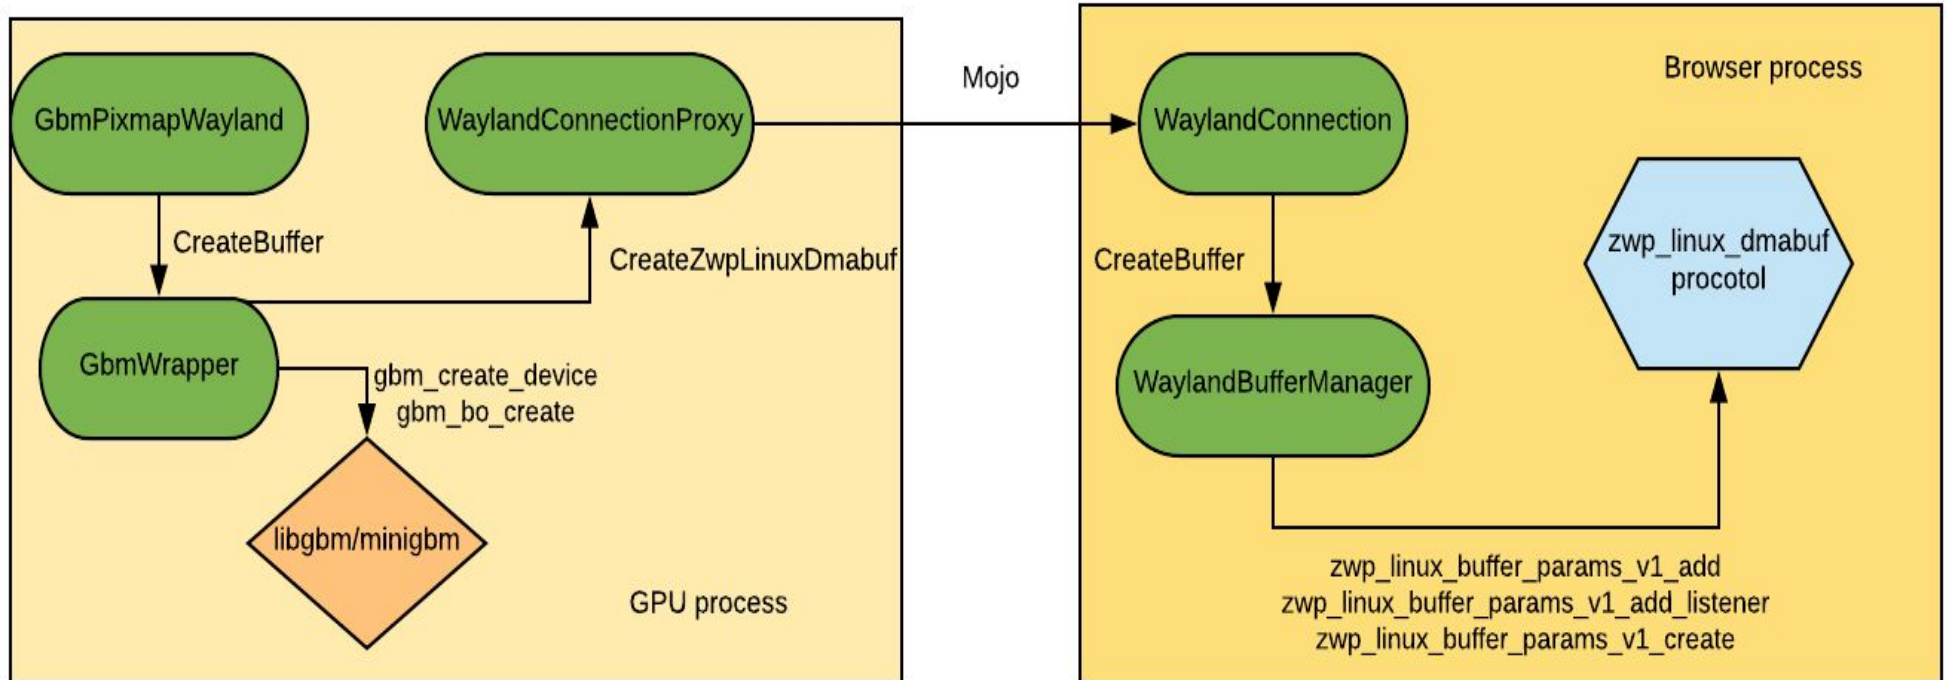 GbmPixmapWayland
WaylandConnectionProxy
CreateBuffer
CreateZwpLinuxDmabuf
GbmWrapper
gbm_create_device
gbm_bo_create
libgbm/minigbm
GPU process
Mojo
Browser process
WaylandConnection
CreateBuffer
zwp_linux_dmabuf
procotol
WaylandBufferManager
zwp_linux_buffer_params_v1_add
zwp_linux_buffer_params_v1_add_listener
zwp_linux_buffer_params_v1_create